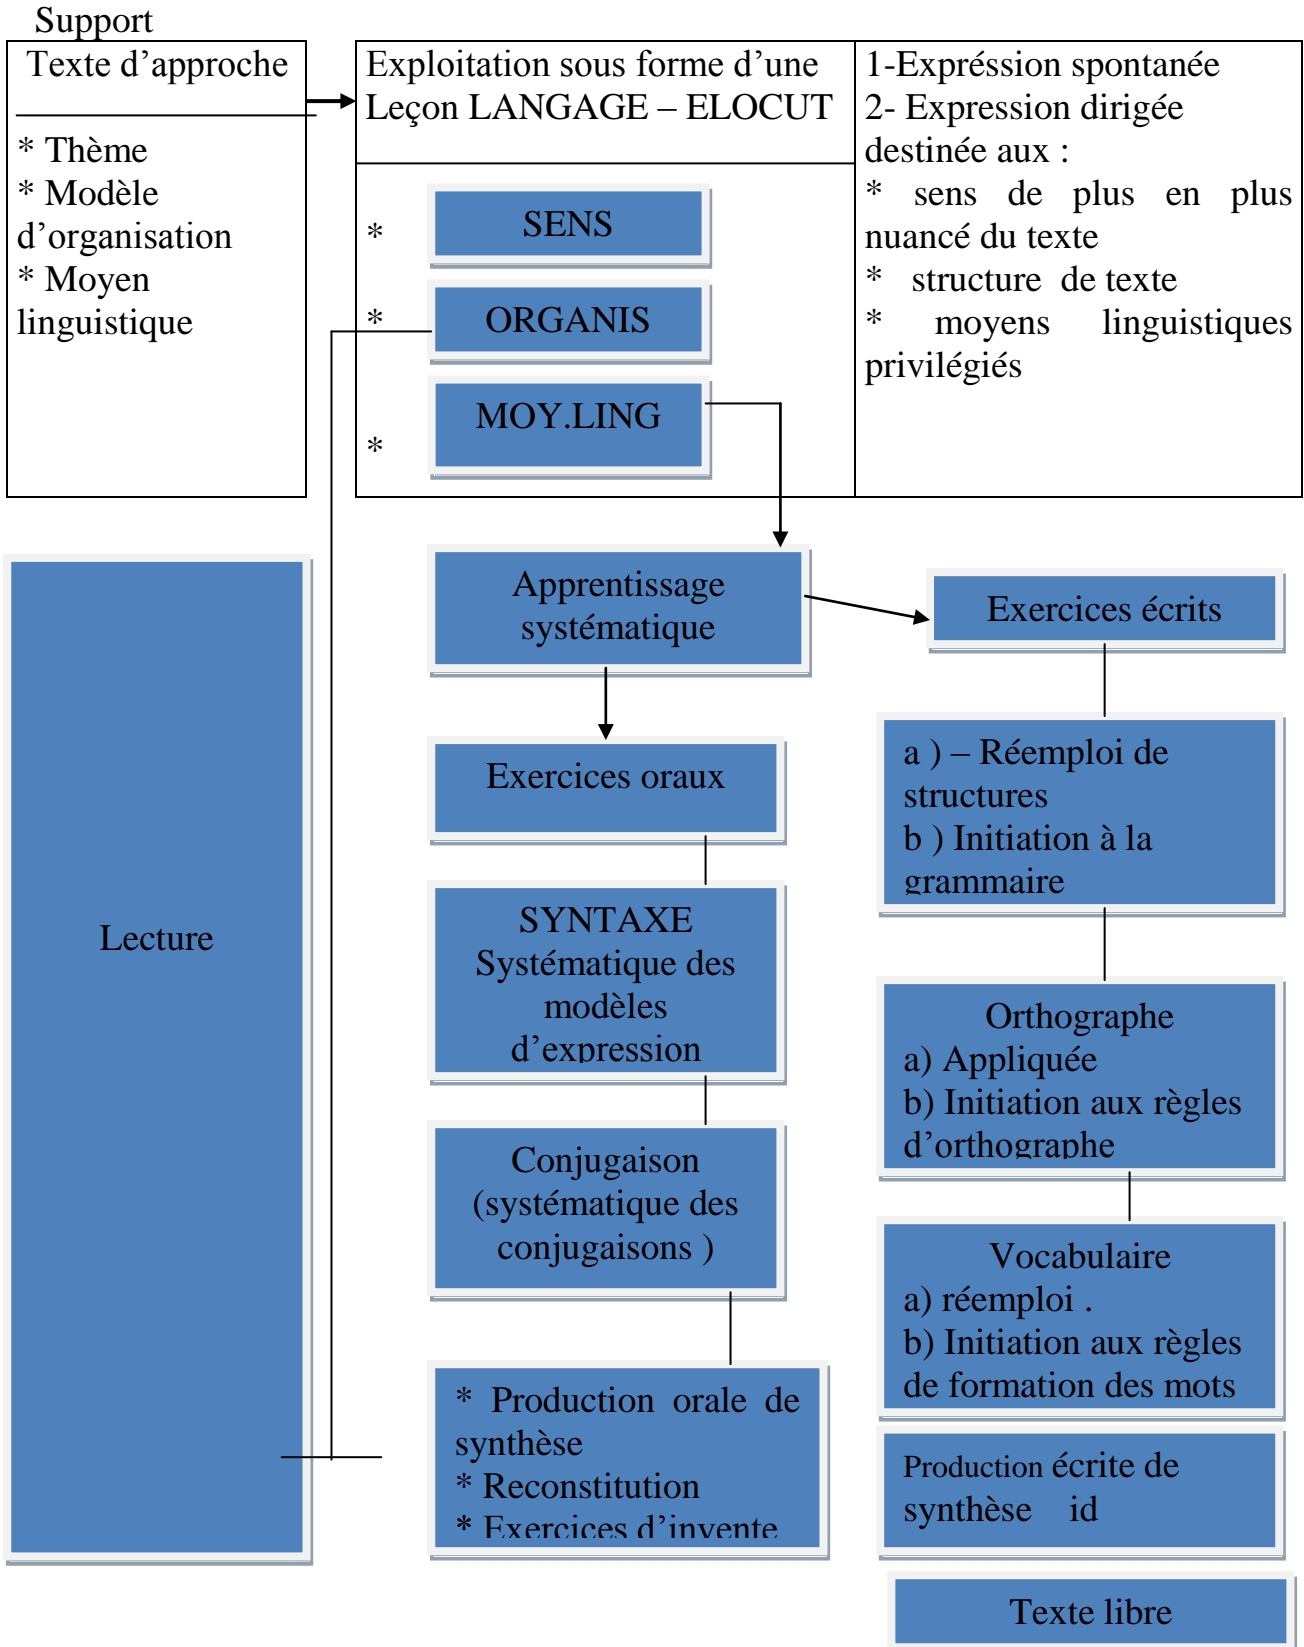 Support
Texte d’approche
* Thème
* Modèle
d’organisation
* Moyen
linguistique
Exploitation sous forme d’une
Leçon LANGAGE – ELOCUT
* SENS
* ORGANIS
* MOY.LING
1-Expréssion spontanée
2- Expression dirigée
destinée aux :
* sens de plus en plus
nuancé du texte
* structure de texte
* moyens linguistiques
privilégiés
Lecture
Apprentissage
systématique
Exercices oraux
SYNTAXE
Systématique des
modèles
d’expression
Conjugaison
(systématique des
conjugaisons )
* Production orale de
synthèse
* Reconstitution
* Exercices d’invente
Exercices écrits
a ) – Réemploi de
structures
b ) Initiation à la
grammaire
Orthographe
a) Appliquée
b) Initiation aux règles
d’orthographe
Vocabulaire
a) réemploi .
b) Initiation aux règles
de formation des mots
Production écrite de
synthèse id
Texte libre